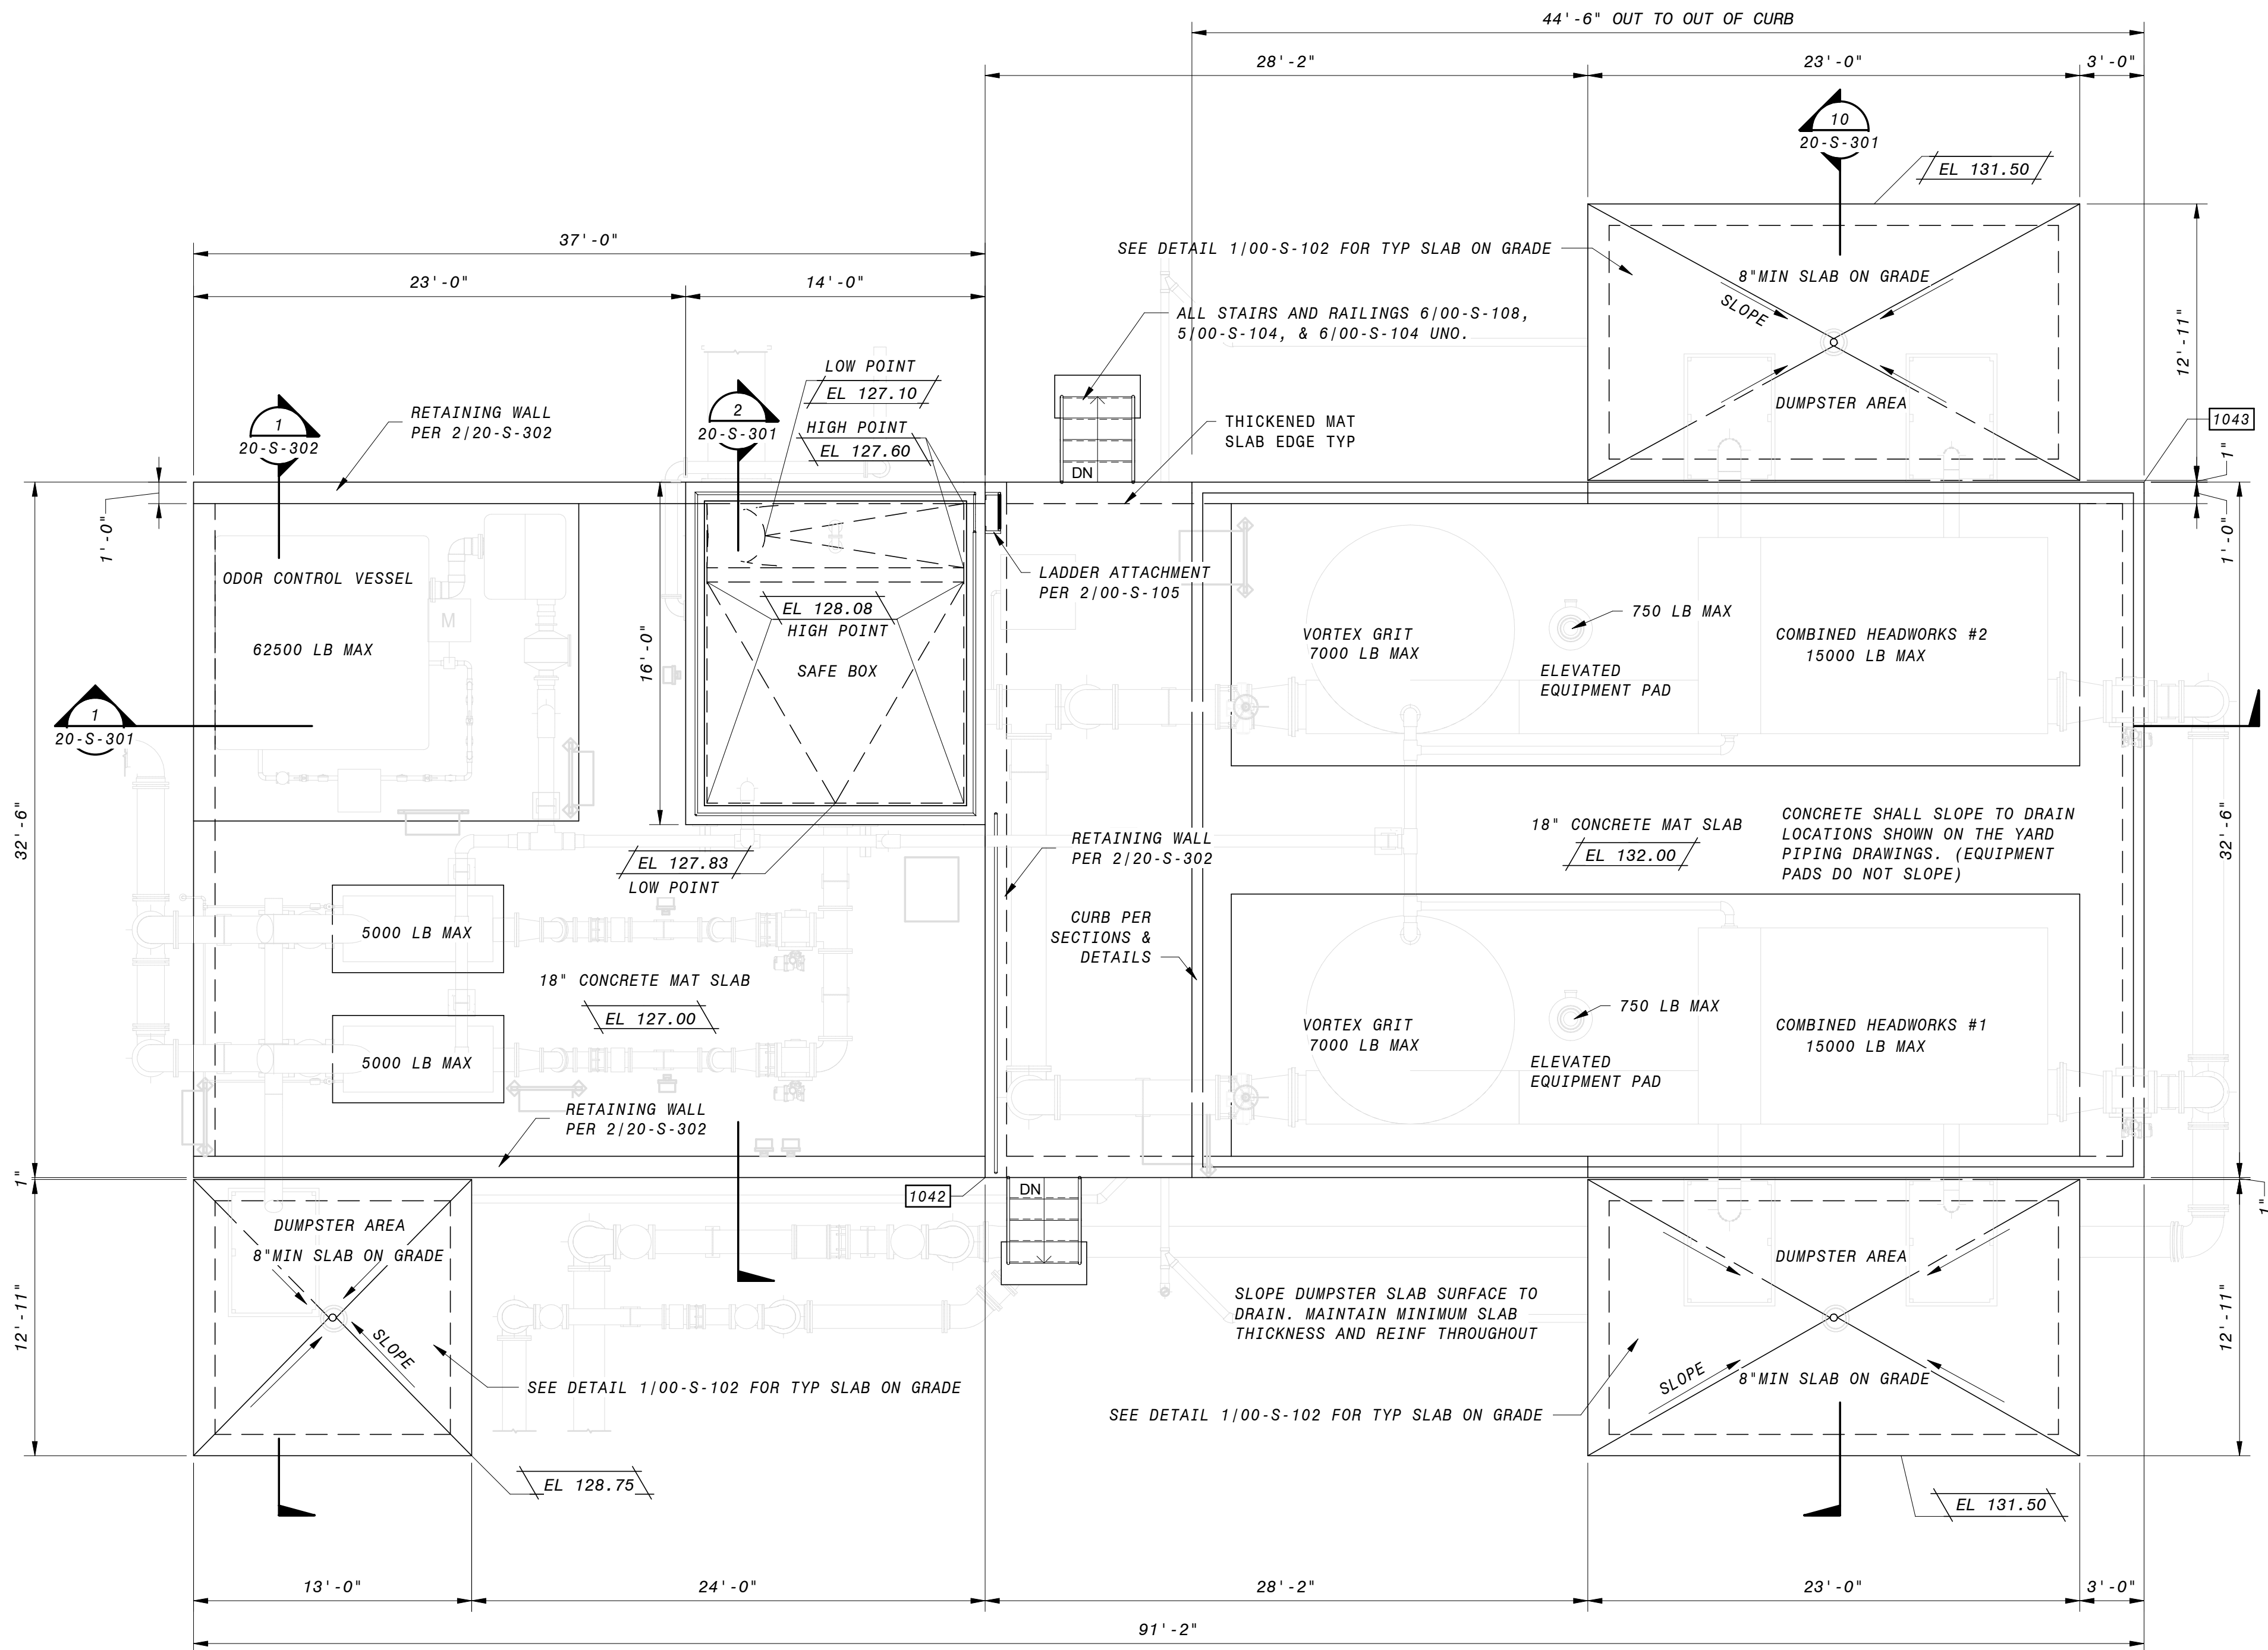 44'-6" OUT TO OUT OF CURB
28'-2"
23'-0"
3'-0"
10
20-S-301
EL 131.50
37'-0"
23'-0"
14'-0"
SEE DETAIL 1/00-S-102 FOR TYP SLAB ON GRADE
8"MIN SLAB ON GRADE
SLOPE
DUMPSTER AREA
12'-11"
ALL STAIRS AND RAILINGS 6/00-S-108,
5/00-S-104, & 6/00-S-104 UNO.
LOW POINT
EL 127.10
HIGH POINT
EL 127.60
1
20-S-302
RETAINING WALL
PER 2/20-S-302
2
20-S-301
THICKENED MAT
SLAB EDGE TYP
DN
1043
1"
1'-0"
1'-0"
ODOR CONTROL VESSEL
M
62500 LB MAX
16'-0"
EL 128.08
HIGH POINT
SAFE BOX
LADDER ATTACHMENT
PER 2/00-S-105
VORTEX GRIT
7000 LB MAX
750 LB MAX
ELEVATED
EQUIPMENT PAD
COMBINED HEADWORKS #2
15000 LB MAX
1
20-S-301
32'-6"
EL 127.83
LOW POINT
RETAINING WALL
PER 2/20-S-302
18" CONCRETE MAT SLAB
EL 132.00
CONCRETE SHALL SLOPE TO DRAIN
LOCATIONS SHOWN ON THE YARD
PIPING DRAWINGS. (EQUIPMENT
PADS DO NOT SLOPE)
32'-6"
5000 LB MAX
18" CONCRETE MAT SLAB
EL 127.00
CURB PER
SECTIONS &
DETAILS
5000 LB MAX
VORTEX GRIT
7000 LB MAX
750 LB MAX
ELEVATED
EQUIPMENT PAD
COMBINED HEADWORKS #1
15000 LB MAX
RETAINING WALL
PER 2/20-S-302
1"
1042
DN
1"
DUMPSTER AREA
8"MIN SLAB ON GRADE
SLOPE
12'-11"
SEE DETAIL 1/00-S-102 FOR TYP SLAB ON GRADE
EL 128.75
SLOPE DUMPSTER SLAB SURFACE TO
DRAIN. MAINTAIN MINIMUM SLAB
THICKNESS AND REINF THROUGHOUT
SEE DETAIL 1/00-S-102 FOR TYP SLAB ON GRADE
DUMPSTER AREA
SLOPE
8"MIN SLAB ON GRADE
12'-11"
EL 131.50
13'-0"
24'-0"
28'-2"
23'-0"
3'-0"
91'-2"